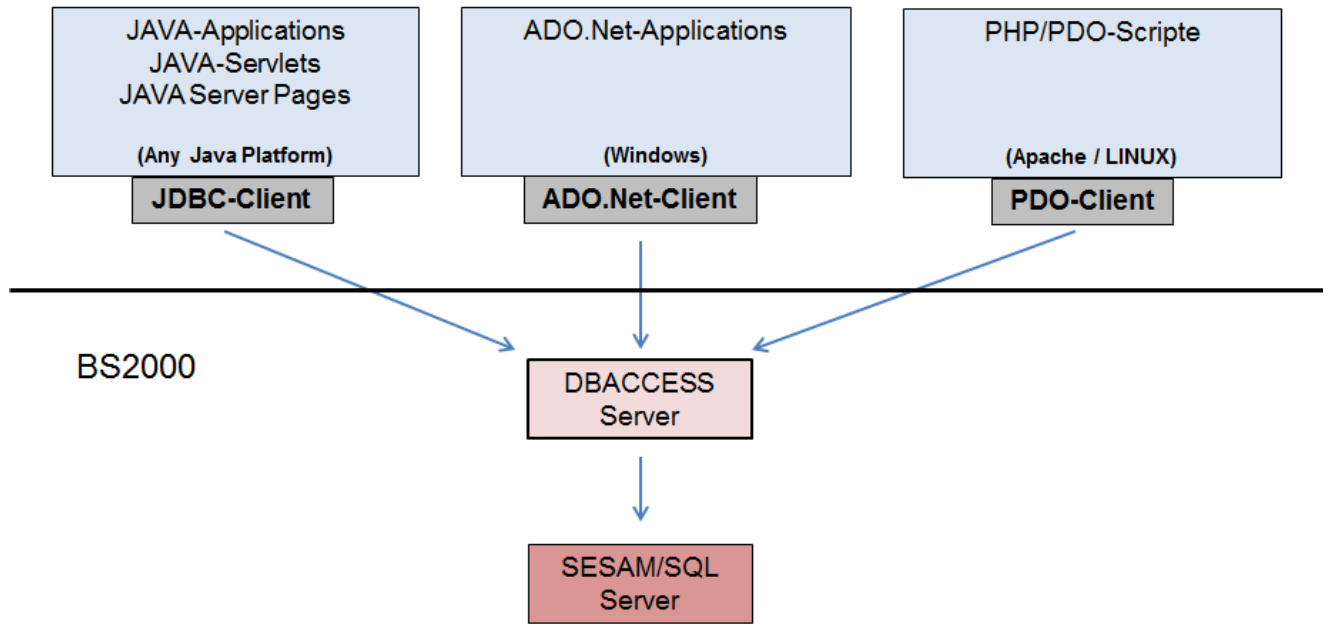 JAVA-Applications
JAVA-Servlets
JAVA Server Pages
(Any Java Platform)
JDBC-Client
ADO.Net-Applications
(Windows)
ADO.Net-Client
PHP/PDO-Scripte
(Apache / LINUX)
PDO-Client
BS2000
DBACCESS
Server
SESAM/SQL
Server